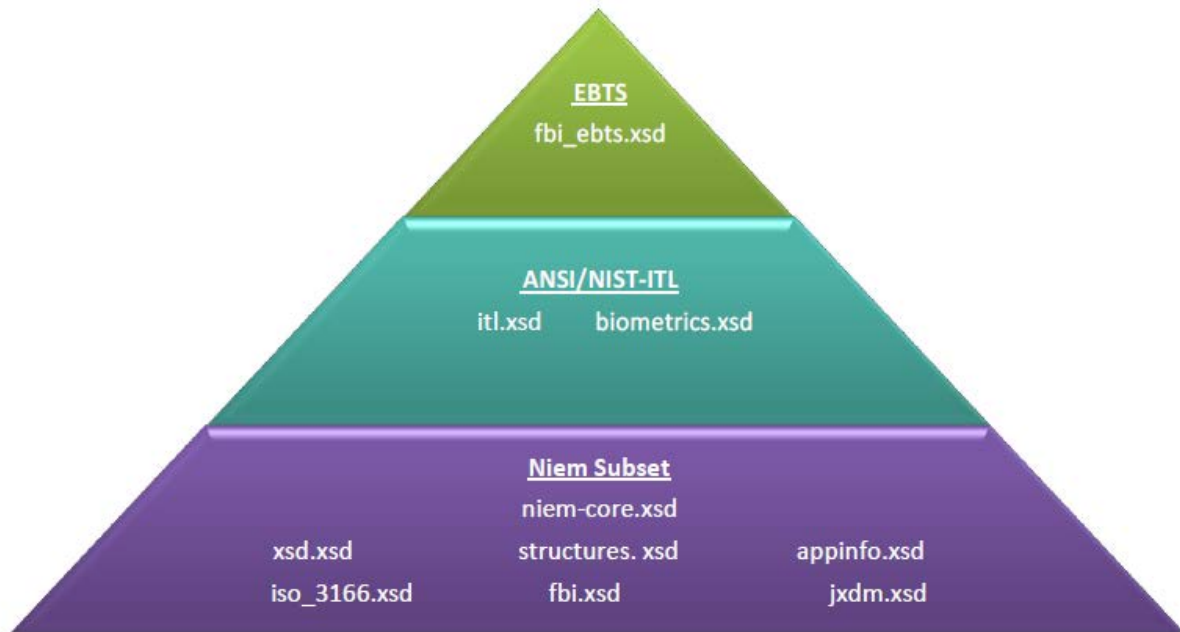 EBTS
fbi_ebts.xsd
ANSI/NIST-ITL
itl.xsd biometrics.xsd
Niem Subset
niem-core.xsd
xsd.xsd structures. xsd appinfo.xsd
iso_3166.xsd fbi.xsd jxdm.xsd